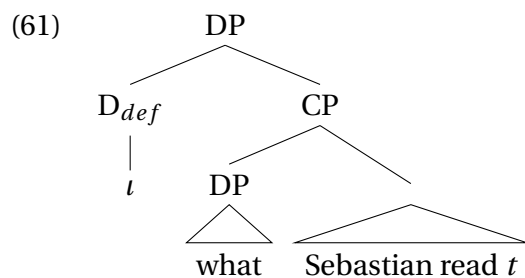 (61) DP
D_def CP
ι DP
what Sebastian read t